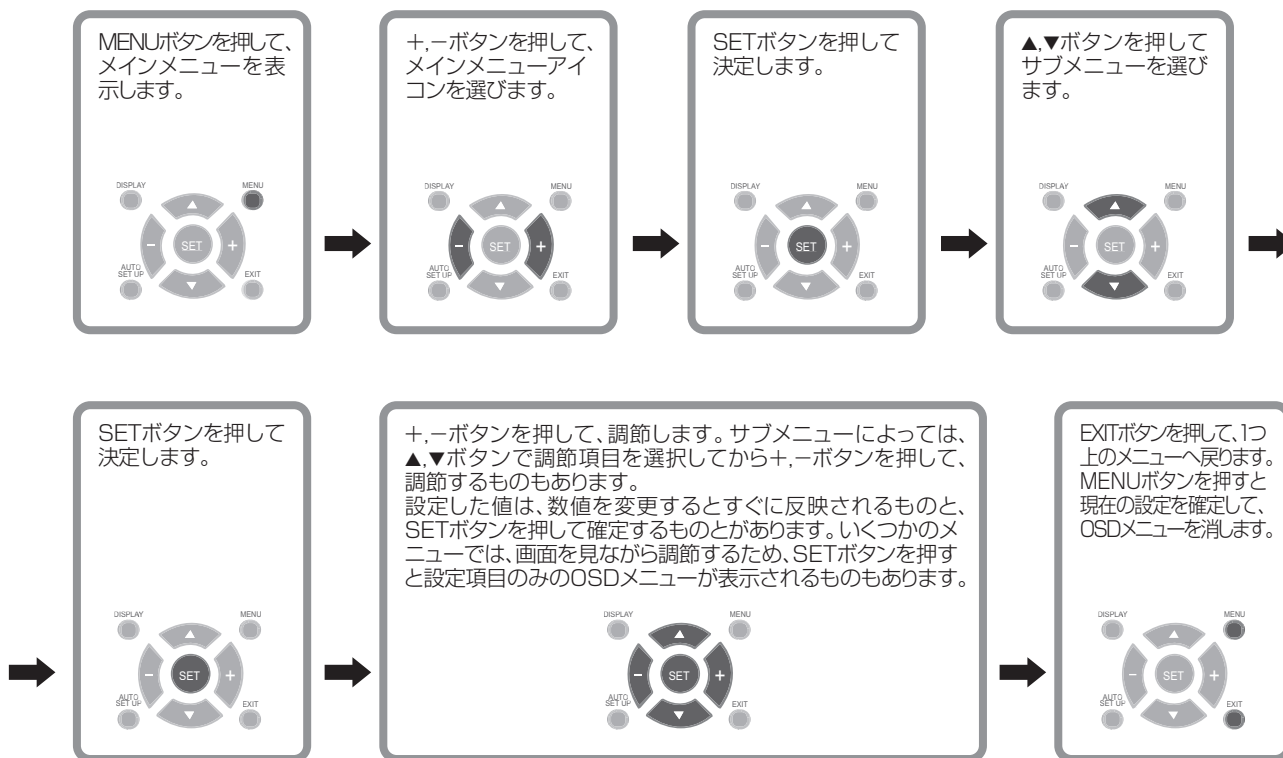 MENUボタンを押して、
メインメニューを表
示します。
DISPLAY
MENU
-
SET
+
AUTO
SET UP
EXIT
+,−ボタンを押して、
メインメニューアイ
コンを選びます。
DISPLAY
MENU
-
SET
+
AUTO
SET UP
EXIT
SETボタンを押して
決定します。
DISPLAY
MENU
-
SET
+
AUTO
SET UP
EXIT
▲,▼ボタンを押して
サブメニューを選び
ます。
DISPLAY
MENU
-
SET
+
AUTO
SET UP
EXIT
SETボタンを押して
決定します。
DISPLAY
MENU
-
SET
+
AUTO
SET UP
EXIT
+,−ボタンを押して、調節します。サブメニューによっては、
▲,▼ボタンで調節項目を選択してから+,−ボタンを押して、
調節するものもあります。
設定した値は、数値を変更するとすぐに反映されるものと、
SETボタンを押して確定するものとがあります。いくつかのメ
ニューでは、画面を見ながら調節するため、SETボタンを押す
と設定項目のみのOSDメニューが表示されるものもあります。
DISPLAY
MENU
-
SET
+
AUTO
SET UP
EXIT
EXITボタンを押して、1つ
上のメニューへ戻ります。
MENUボタンを押すと
現在の設定を確定して、
OSDメニューを消します。
DISPLAY
MENU
-
SET
+
AUTO
SET UP
EXIT